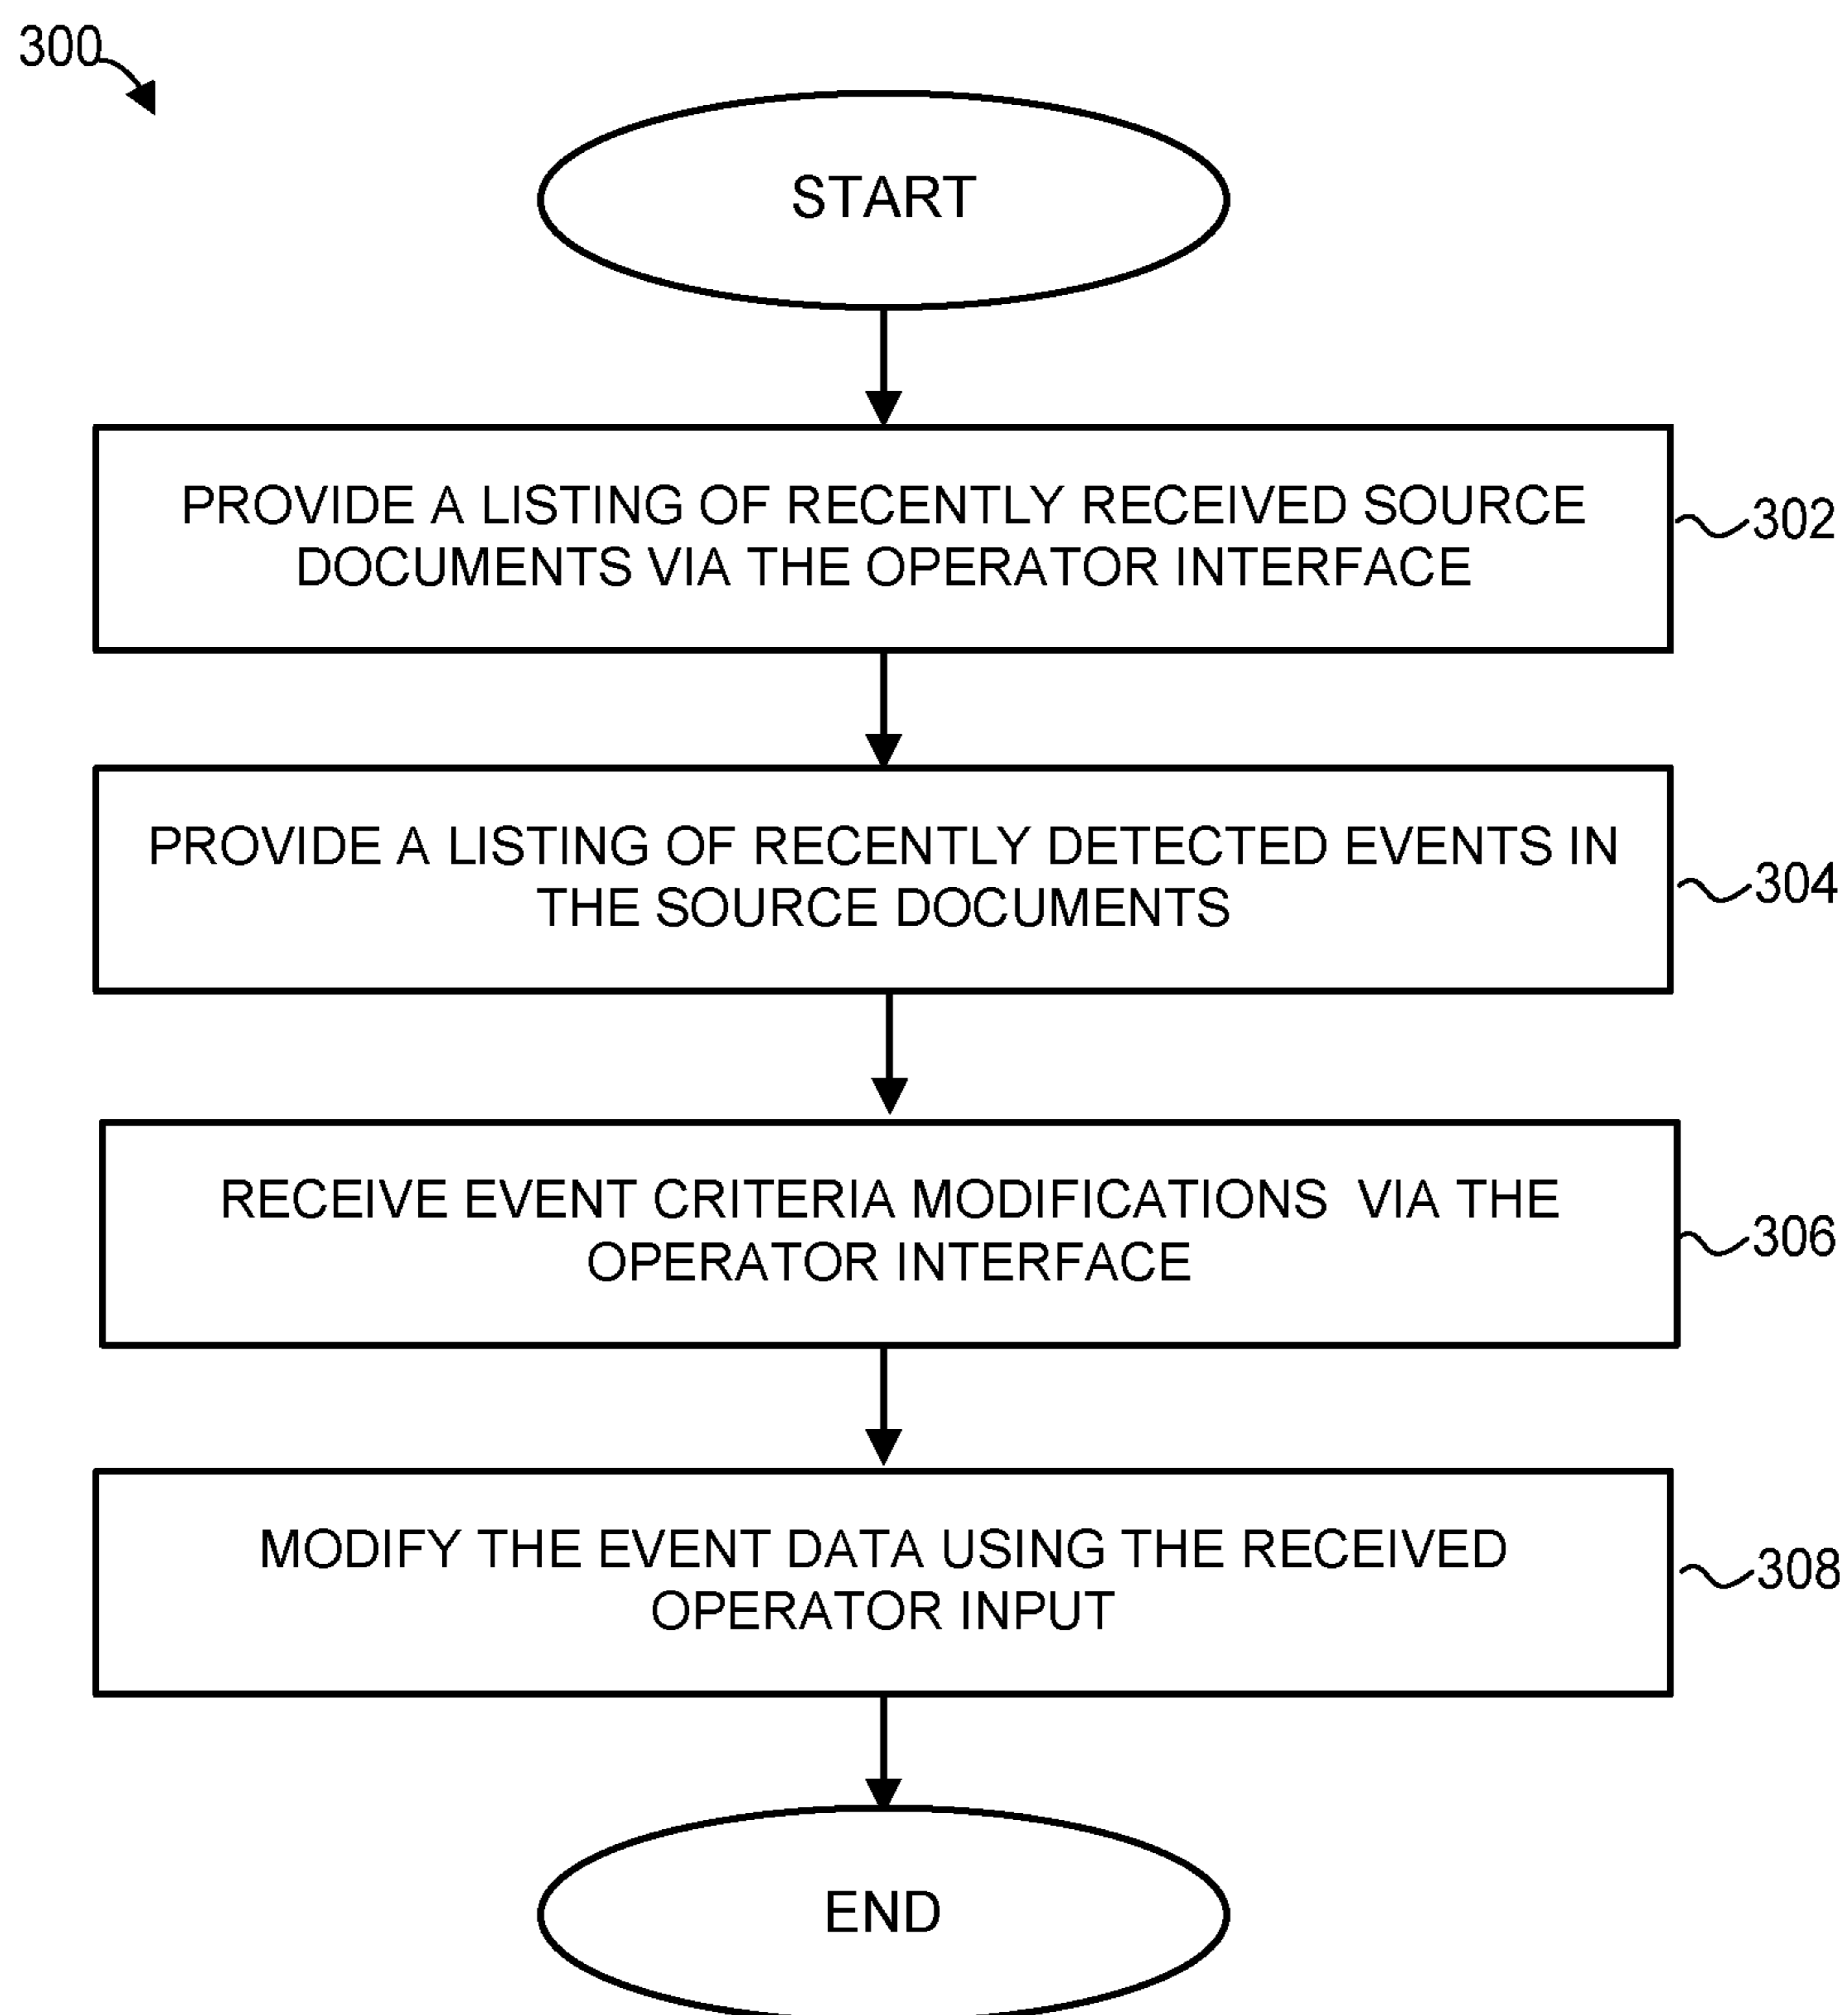 300
START
PROVIDE A LISTING OF RECENTLY RECEIVED SOURCE
DOCUMENTS VIA THE OPERATOR INTERFACE
302
PROVIDE A LISTING OF RECENTLY DETECTED EVENTS IN
THE SOURCE DOCUMENTS
304
RECEIVE EVENT CRITERIA MODIFICATIONS VIA THE
OPERATOR INTERFACE
306
MODIFY THE EVENT DATA USING THE RECEIVED
OPERATOR INPUT
308
END